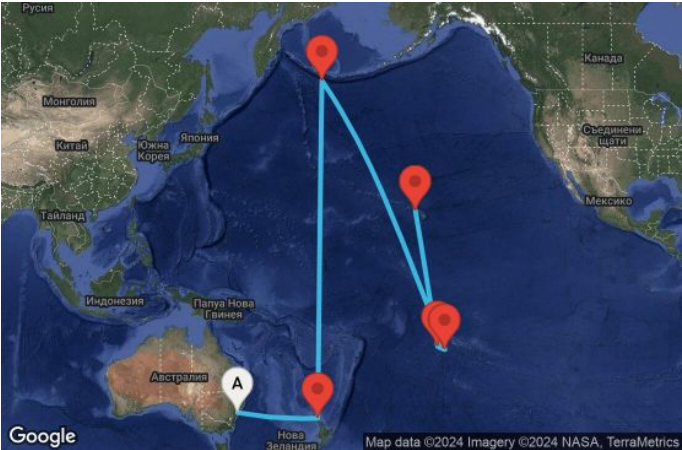 Русия
Канада
Монголия
Съединени
щати
Китай
Южна
Корея
Япония
Мексико
Тайланд
Индонезия
Папуа Нова
Гвинея
Австралия
A
Нова
Зеландия
Google
Map data ©2024 Imagery ©2024 NASA, TerraMetrics